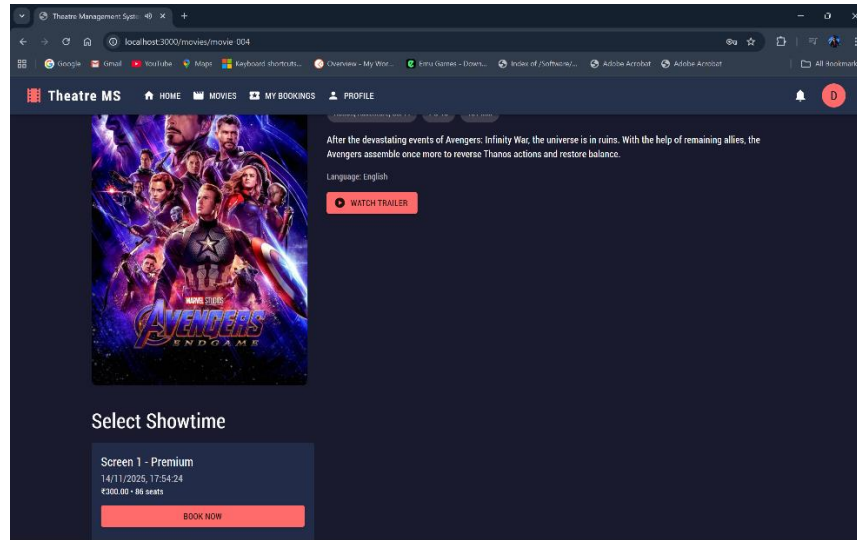 Theatre Management Syste
localhost:3000/movies/movie-004
Google Gmail YouTube Maps Keyboard shortcuts... Overview - My Wor... Emu Games - Down... Index of /Software/... Adobe Acrobat Adobe Acrobat All Bookmark
Theatre MS HOME MOVIES MY BOOKINGS PROFILE D
After the devastating events of Avengers: Infinity War, the universe is in ruins. With the help of remaining allies, the
Avengers assemble once more to reverse Thanos actions and restore balance.
Language: English
WATCH TRAILER
MARVEL STUDIOS
AVENGERS
ENDGAME
Select Showtime
Screen 1 - Premium
14/11/2025, 17:54:24
₹300.00 • 86 seats
BOOK NOW